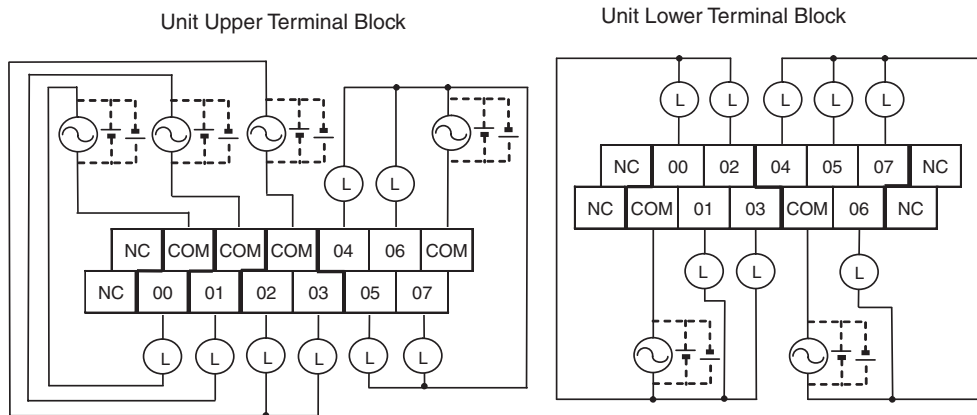 Unit Upper Terminal Block
L L
NC COM COM COM 04 06 COM
NC 00 01 02 03 05 07
L L L L L L
Unit Lower Terminal Block
L L L L L
NC 00 02 04 05 07 NC
NC COM 01 03 COM 06 NC
L L L